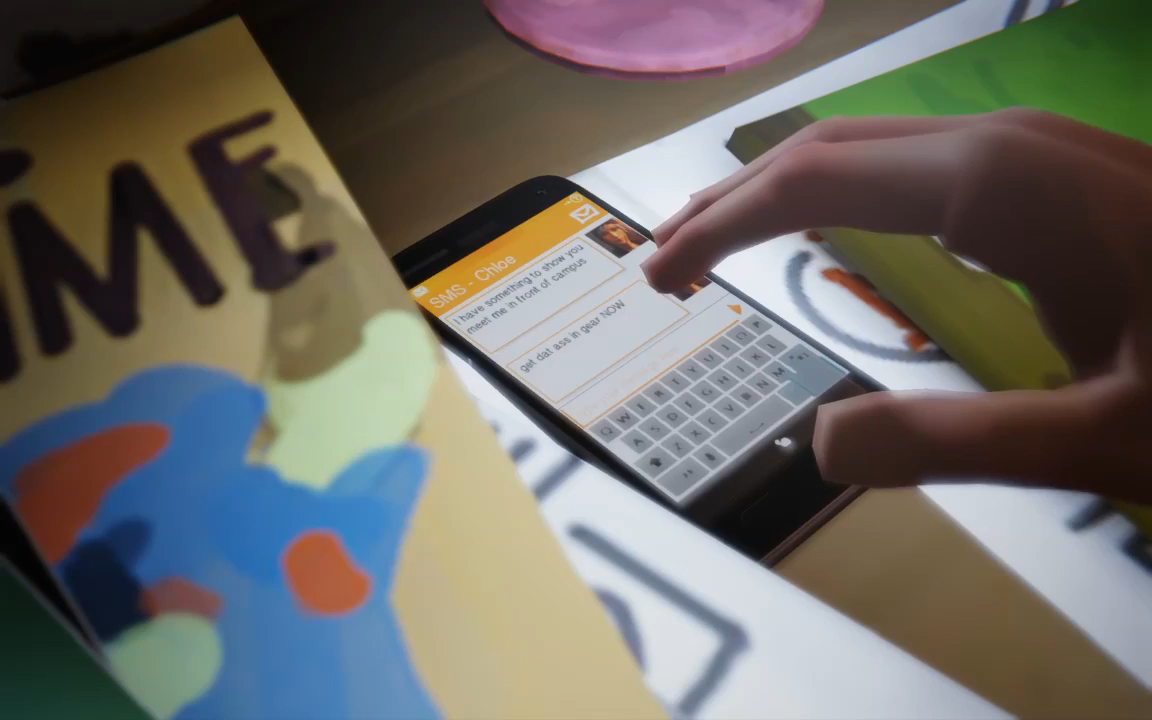 IME
SMS - Chloe
I have something to show you
meet me in front of campus
get dat ass in gear NOW
Q W E R T Y U I O P
A S D F G H J K L
Z X C V B N M